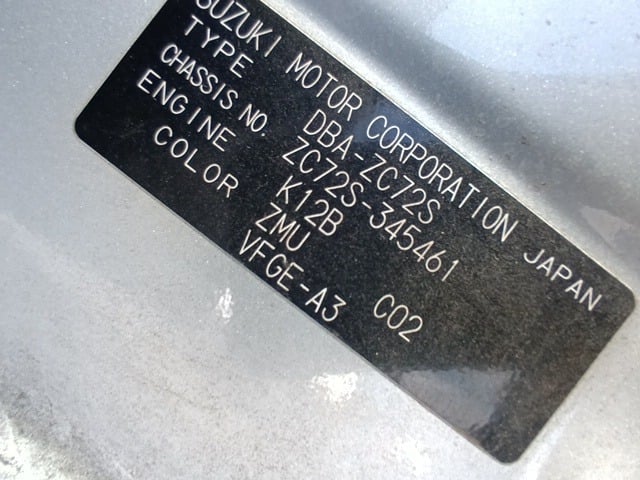 SUZUKI MOTOR CORPORATION JAPAN
TYPE DBA-ZC72S
CHASSIS NO. ZC72S-345461
ENGINE K12B
COLOR ZMU C02
VFGE-A3